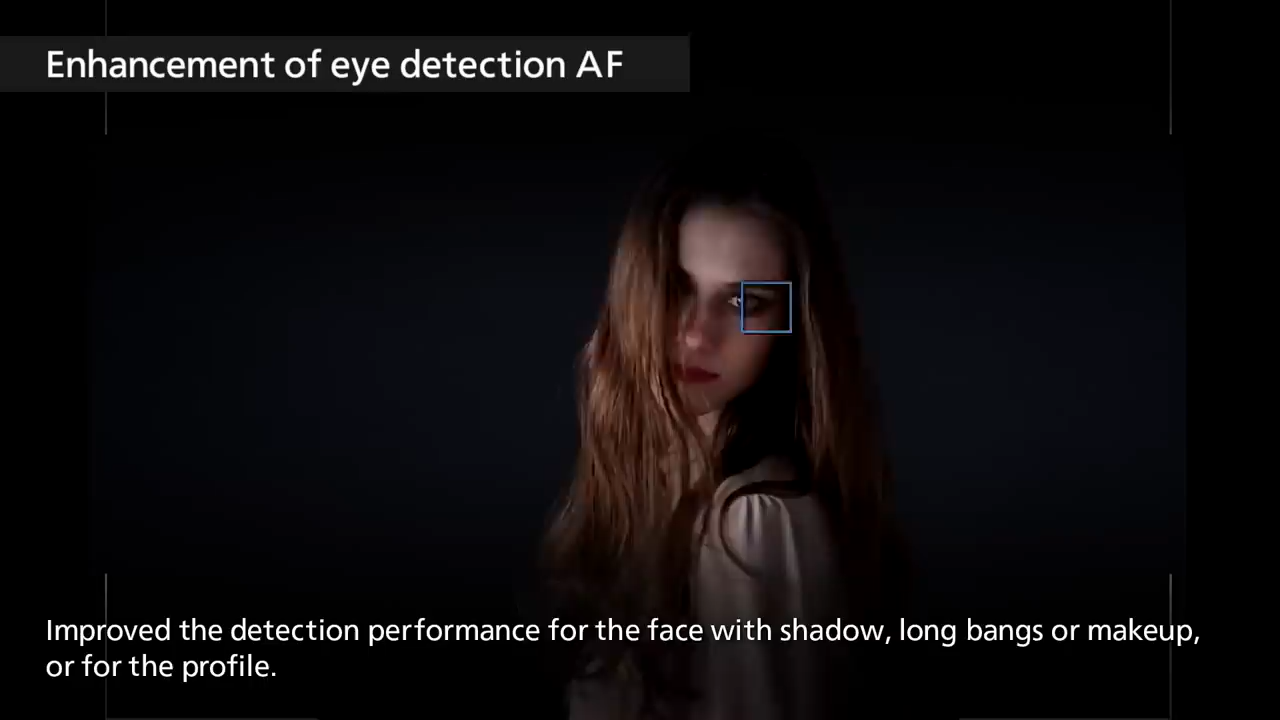 Enhancement of eye detection AF
Improved the detection performance for the face with shadow, long bangs or makeup,
or for the profile.